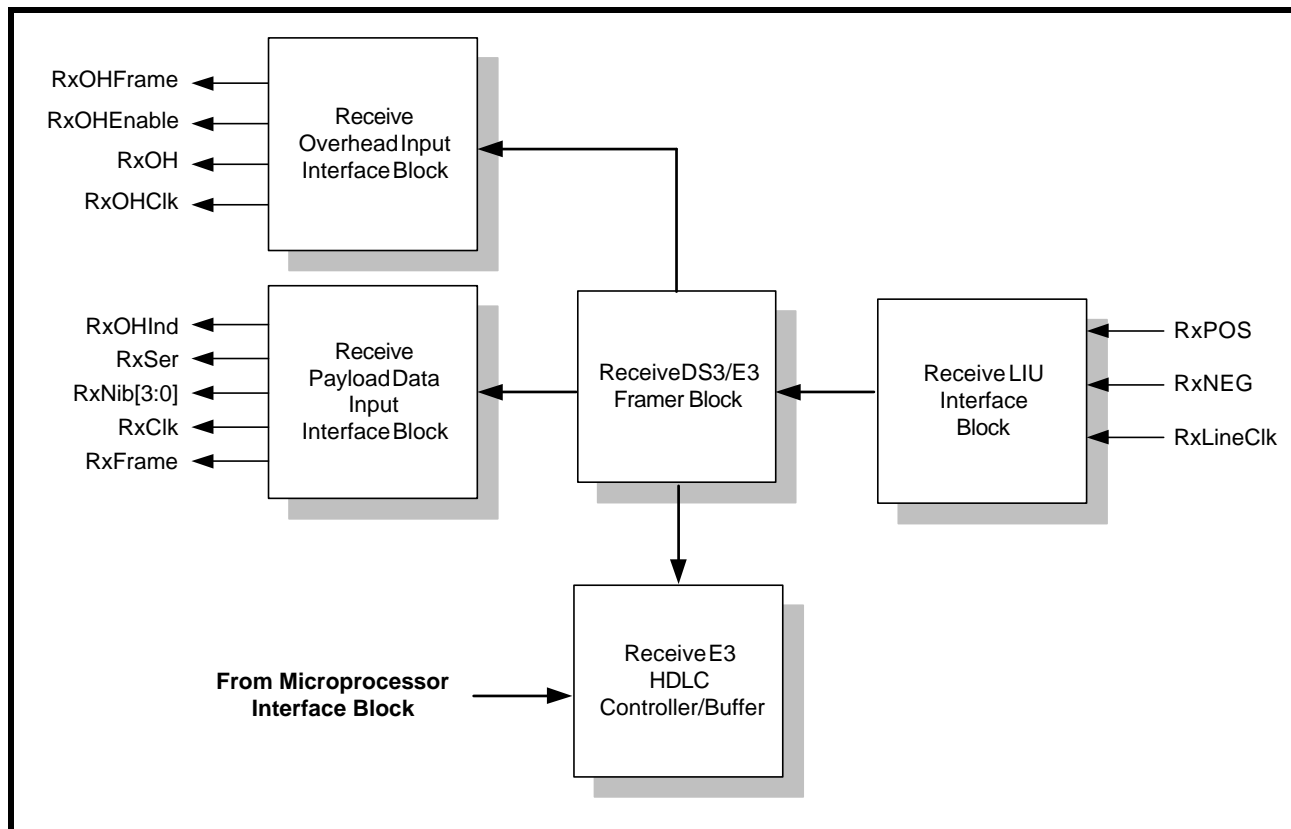 RxOHFrame
RxOHEnable
RxOH
RxOHClk
Receive
Overhead Input
Interface Block
RxOHInd
RxSer
RxNib[3:0]
RxClk
RxFrame
Receive
Payload Data
Input
Interface Block
Receive DS3/E3
Framer Block
Receive LIU
Interface
Block
RxPOS
RxNEG
RxLineClk
From Microprocessor
Interface Block
Receive E3
HDLC
Controller/Buffer